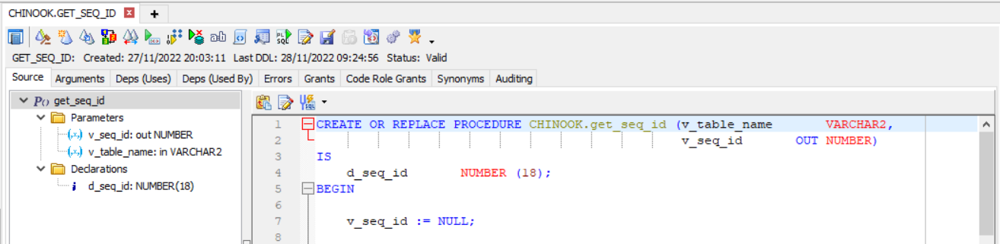 CHINOOK.GET_SEQ_ID
GET_SEQ_ID: Created: 27/11/2022 20:03:11 Last DDL: 28/11/2022 09:24:56 Status: Valid
Source Arguments Deps (Uses) Deps (Used By) Errors Grants Code Role Grants Synonyms Auditing
get_seq_id
Parameters
v_seq_id: out NUMBER
v_table_name: in VARCHAR2
Declarations
d_seq_id: NUMBER(18)
1 CREATE OR REPLACE PROCEDURE CHINOOK.get_seq_id (v_table_name VARCHAR2,
2 v_seq_id OUT NUMBER)
3 IS
4 d_seq_id NUMBER (18);
5 BEGIN
6
7 v_seq_id := NULL;
8